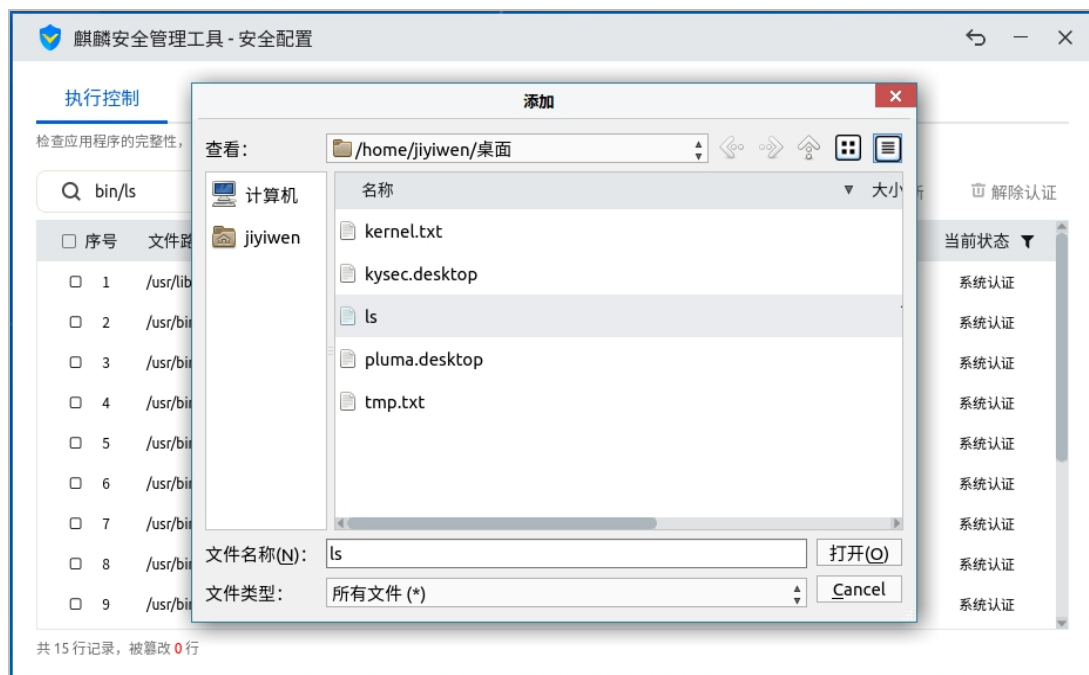 麒麟安全管理工具 - 安全配置
执行控制
检查应用程序的完整性，
bin/ls
解除认证
序号 文件路 当前状态
1 /usr/lib 系统认证
2 /usr/bin 系统认证
3 /usr/bin 系统认证
4 /usr/bin 系统认证
5 /usr/bin 系统认证
6 /usr/bin 系统认证
7 /usr/bin 系统认证
8 /usr/bin 系统认证
9 /usr/bin 系统认证
共 15 行记录，被篡改 0 行
添加
查看：
/home/jiyiwen/桌面
计算机
jiyiwen
名称 大小
kernel.txt
kysec.desktop
ls
pluma.desktop
tmp.txt
文件名称(N)： ls 打开(O)
文件类型： 所有文件 (*) Cancel